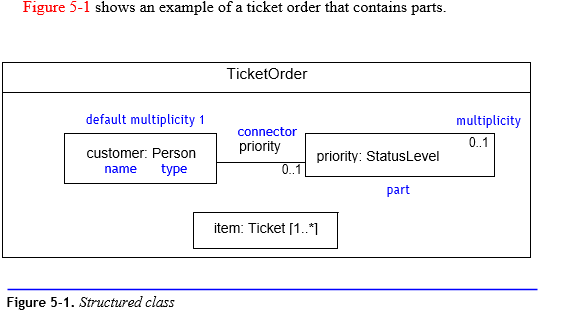 Figure 5-1 shows an example of a ticket order that contains parts.
TicketOrder
default multiplicity 1
multiplicity
connector
priority
0..1
customer: Person
name type
0..1
priority: StatusLevel
part
item: Ticket [1..*]
Figure 5-1. Structured class